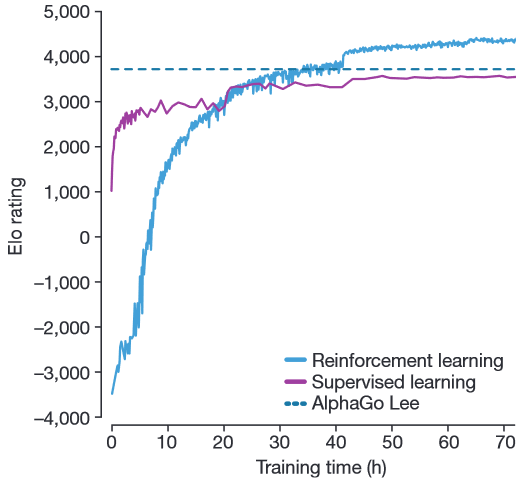 5,000
4,000
3,000
2,000
1,000
0
–1,000
–2,000
–3,000
–4,000
Elo rating
Reinforcement learning
Supervised learning
AlphaGo Lee
0 10 20 30 40 50 60 70
Training time (h)